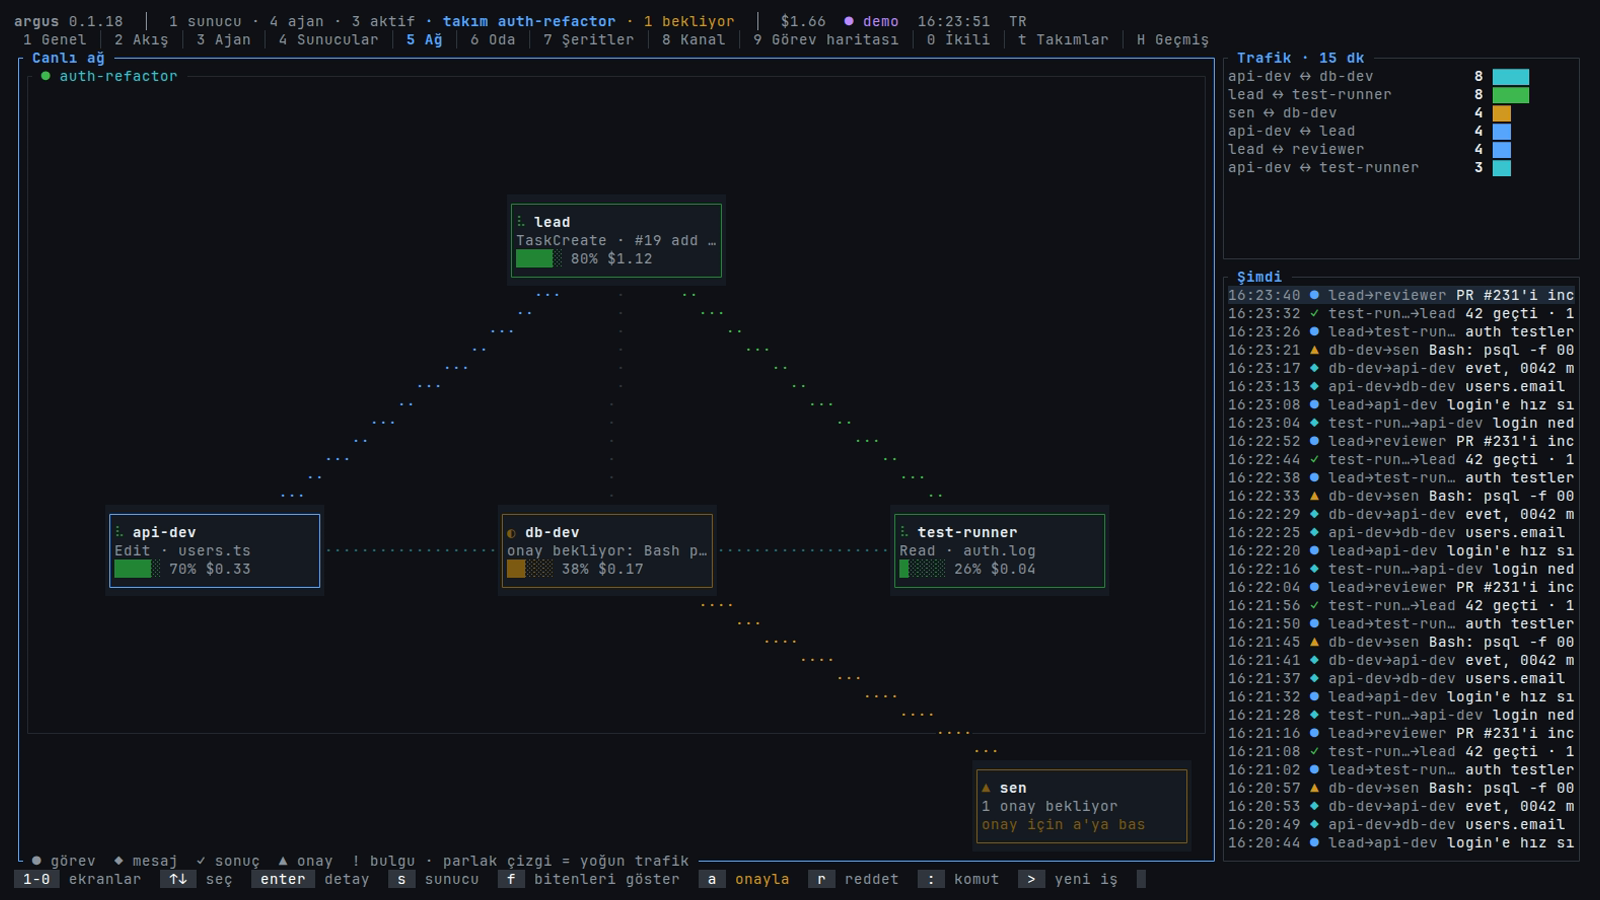 argus 0.1.18 │ 1 sunucu · 4 ajan · 3 aktif · takım auth-refactor · 1 bekliyor │ $1.66 ● demo 16:23:51 TR
1 Genel │ 2 Akış │ 3 Ajan │ 4 Sunucular │ 5 Ağ │ 6 Oda │ 7 Şeritler │ 8 Kanal │ 9 Görev haritası │ 0 İkili │ t Takımlar │ H Geçmiş
Canlı ağ
● auth-refactor
lead
TaskCreate · #19 add …
80% $1.12
api-dev
Edit · users.ts
70% $0.33
◐ db-dev
onay bekliyor: Bash p…
38% $0.17
test-runner
Read · auth.log
26% $0.04
▲ sen
1 onay bekliyor
onay için a'ya bas
● görev ◆ mesaj ✓ sonuç ▲ onay ! bulgu · parlak çizgi = yoğun trafik
Trafik · 15 dk
api-dev ↔ db-dev 8
lead ↔ test-runner 8
sen ↔ db-dev 4
api-dev ↔ lead 4
lead ↔ reviewer 4
api-dev ↔ test-runner 3
Şimdi
16:23:40 ● lead→reviewer PR #231'i inc
16:23:32 ✓ test-run…→lead 42 geçti · 1
16:23:26 ● lead→test-run… auth testler
16:23:21 ▲ db-dev→sen Bash: psql -f 00
16:23:17 ◆ db-dev→api-dev evet, 0042 m
16:23:13 ◆ api-dev→db-dev users.email
16:23:08 ● lead→api-dev login'e hız sı
16:23:04 ◆ test-run…→api-dev login ned
16:22:52 ● lead→reviewer PR #231'i inc
16:22:44 ✓ test-run…→lead 42 geçti · 1
16:22:38 ● lead→test-run… auth testler
16:22:33 ▲ db-dev→sen Bash: psql -f 00
16:22:29 ◆ db-dev→api-dev evet, 0042 m
16:22:25 ◆ api-dev→db-dev users.email
16:22:20 ● lead→api-dev login'e hız sı
16:22:16 ◆ test-run…→api-dev login ned
16:22:04 ● lead→reviewer PR #231'i inc
16:21:56 ✓ test-run…→lead 42 geçti · 1
16:21:50 ● lead→test-run… auth testler
16:21:45 ▲ db-dev→sen Bash: psql -f 00
16:21:41 ◆ db-dev→api-dev evet, 0042 m
16:21:37 ◆ api-dev→db-dev users.email
16:21:32 ● lead→api-dev login'e hız sı
16:21:28 ◆ test-run…→api-dev login ned
16:21:16 ● lead→reviewer PR #231'i inc
16:21:08 ✓ test-run…→lead 42 geçti · 1
16:21:02 ● lead→test-run… auth testler
16:20:57 ▲ db-dev→sen Bash: psql -f 00
16:20:53 ◆ db-dev→api-dev evet, 0042 m
16:20:49 ◆ api-dev→db-dev users.email
16:20:44 ● lead→api-dev login'e hız sı
1-0 ekranlar ↑↓ seç enter detay s sunucu f bitenleri göster a onayla r reddet : komut > yeni iş